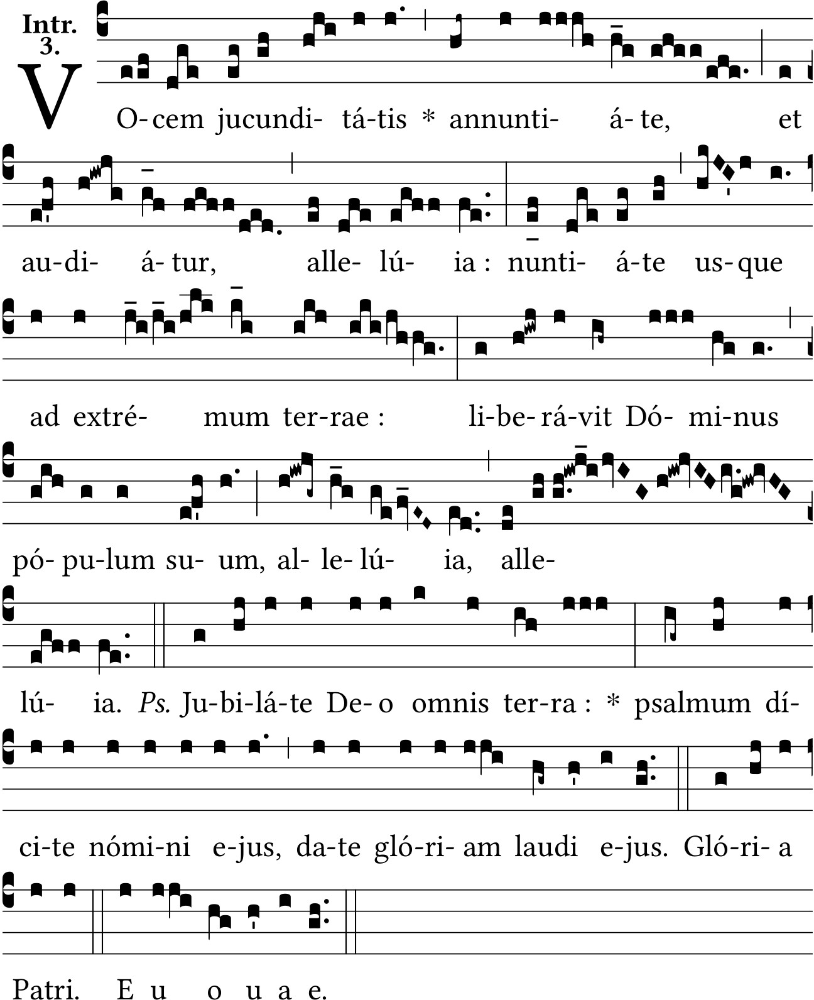 Intr.
3.
VO-cem jucundi- tá-tis * annunti- á-te, et
au-di- á-tur, alle- lú- ia : nunti- á-te us-que
ad extré- mum ter-rae : li-be-rá-vit Dó- mi-nus
pó-pu-lum su- um, al- le-lú- ia, alle-
lú- ia. Ps. Ju-bi-lá-te De-o omnis ter-ra : * psalmum dí-
ci-te nómi-ni e-jus, da-te gló-ri-am laudi e-jus. Gló-ri-a
Patri. E u o u a e.